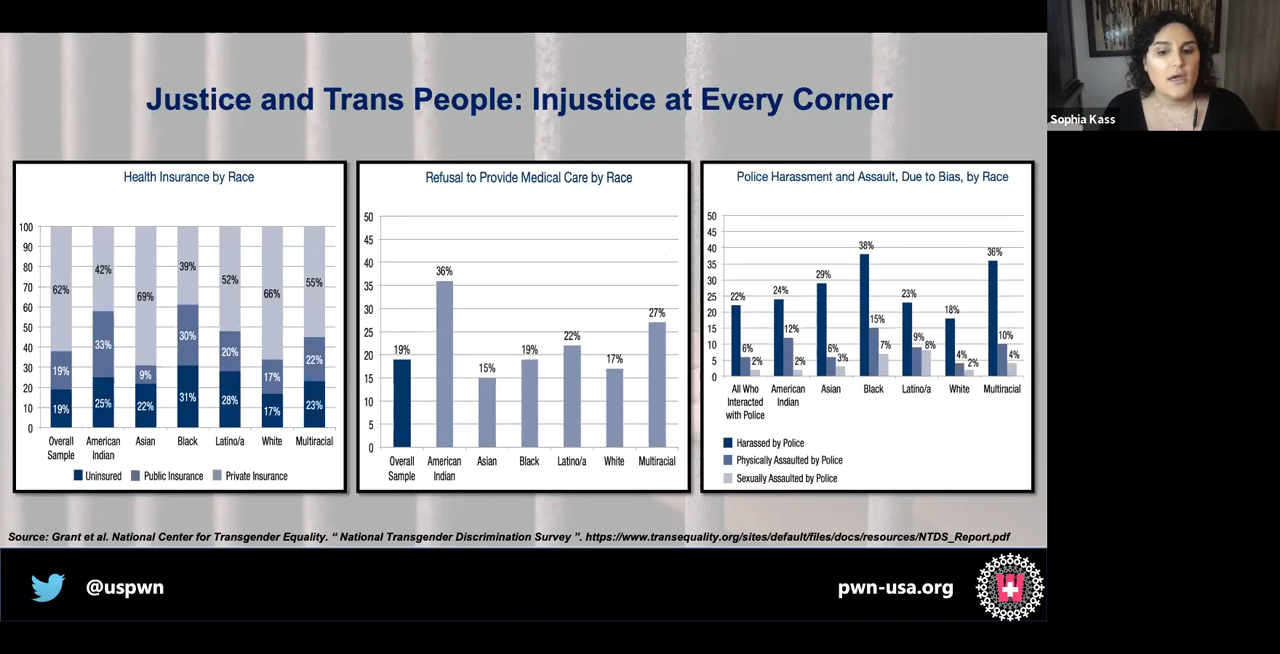 Justice and Trans People: Injustice at Every Corner
Sophia Kass
Health Insurance by Race
100
90
80
70
60
50
40
30
20
10
0
62% 42% 69% 39% 52% 66% 55%
19% 33% 9% 30% 20% 17% 22%
19% 25% 22% 31% 28% 17% 23%
Overall Sample
American Indian
Asian
Black
Latino/a
White
Multiracial
Uninsured Public Insurance Private Insurance
Refusal to Provide Medical Care by Race
50
45
40
35
30
25
20
15
10
5
0
19% 36% 15% 19% 22% 17% 27%
Overall Sample
American Indian
Asian
Black
Latino/a
White
Multiracial
Police Harassment and Assault, Due to Bias, by Race
50
45
40
35
30
25
20
15
10
5
0
22% 6% 2%
24% 12% 2%
29% 6% 3%
38% 15% 7%
23% 9% 8%
18% 4% 2%
36% 10% 4%
All Who Interacted with Police
American Indian
Asian
Black
Latino/a
White
Multiracial
Harassed by Police
Physically Assaulted by Police
Sexually Assaulted by Police
Source: Grant et al. National Center for Transgender Equality. “ National Transgender Discrimination Survey ”. https://www.transequality.org/sites/default/files/docs/resources/NTDS_Report.pdf
@uspwn
pwn-usa.org